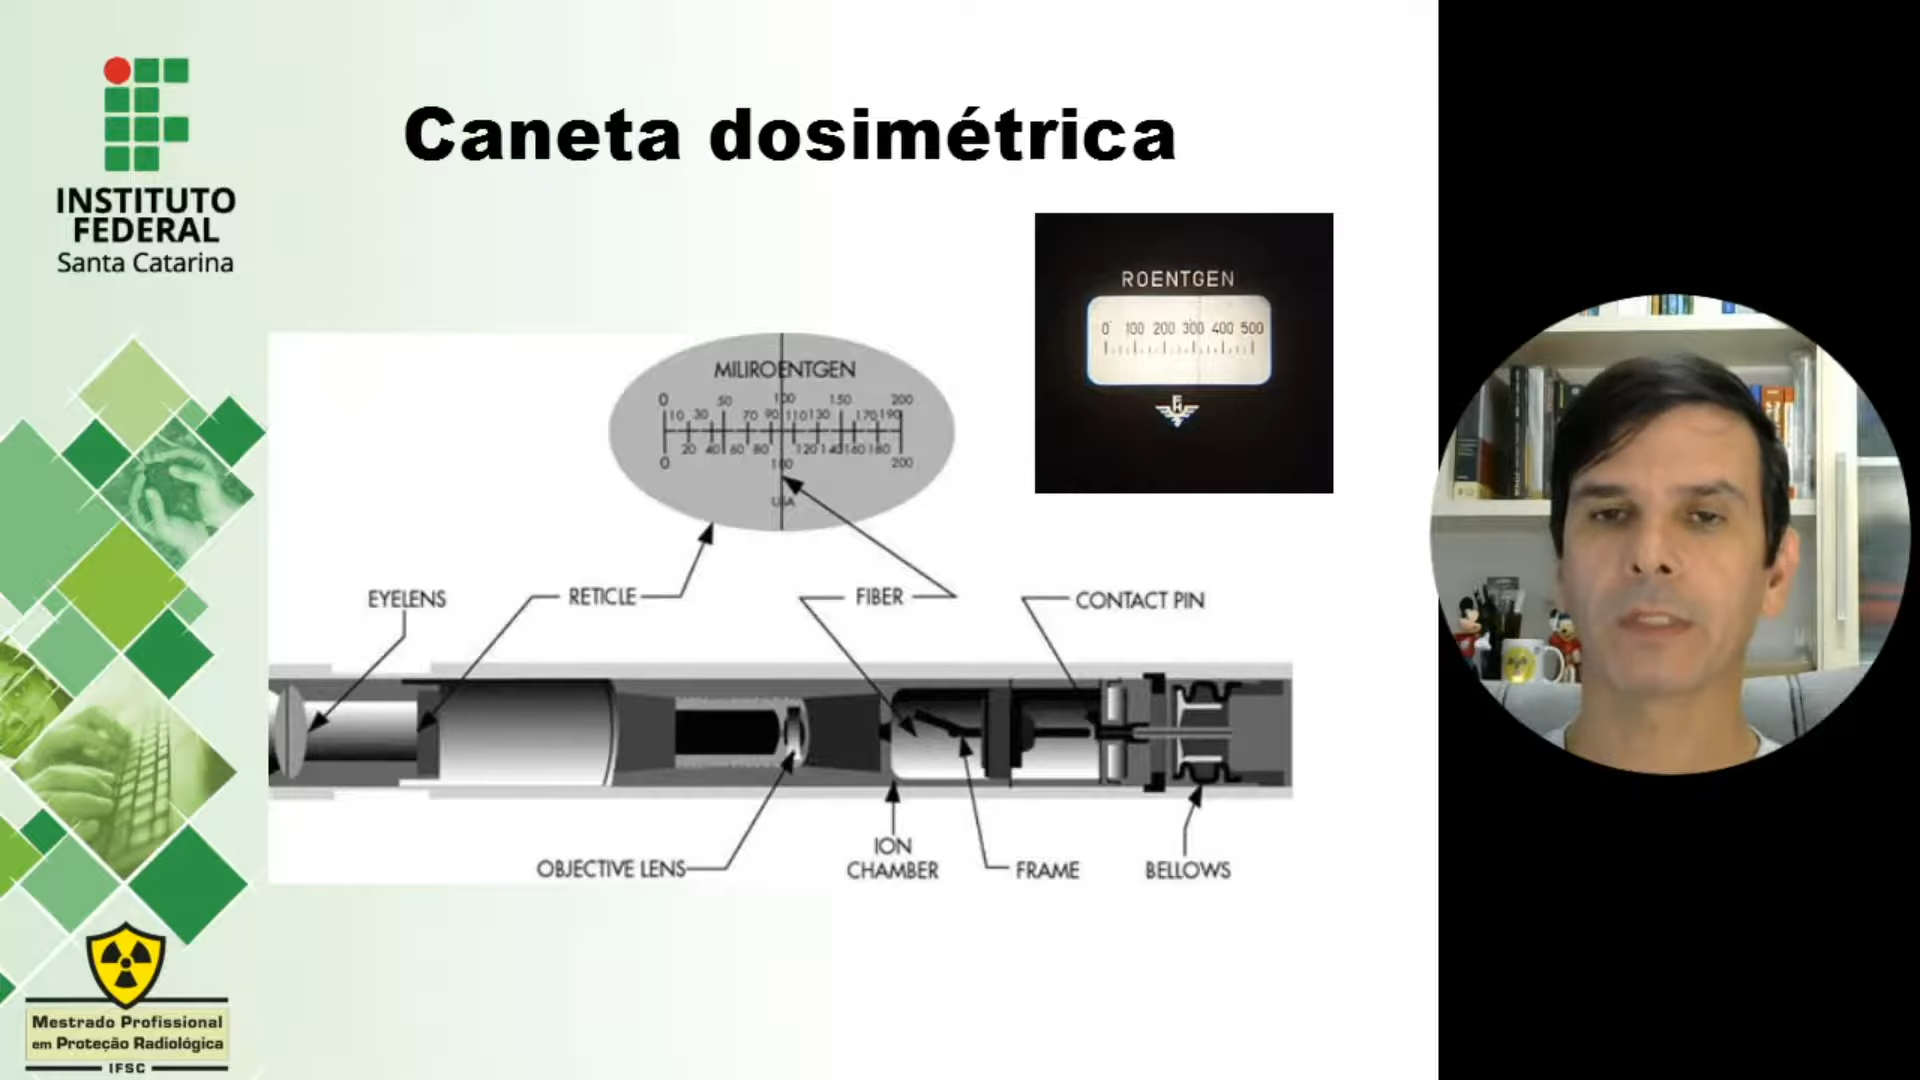 INSTITUTO
FEDERAL
Santa Catarina
Caneta dosimétrica
ROENTGEN
0 100 200 300 400 500
MILIROENTGEN
0 50 100 150 200
10 30 70 90 110 130 170 190
20 40 60 80 120 140 160 180
0 100 200
USA
EYELENS
RETICLE
FIBER
CONTACT PIN
OBJECTIVE LENS
ION
CHAMBER
FRAME
BELLOWS
Mestrado Profissional
em Proteção Radiológica
IFSC